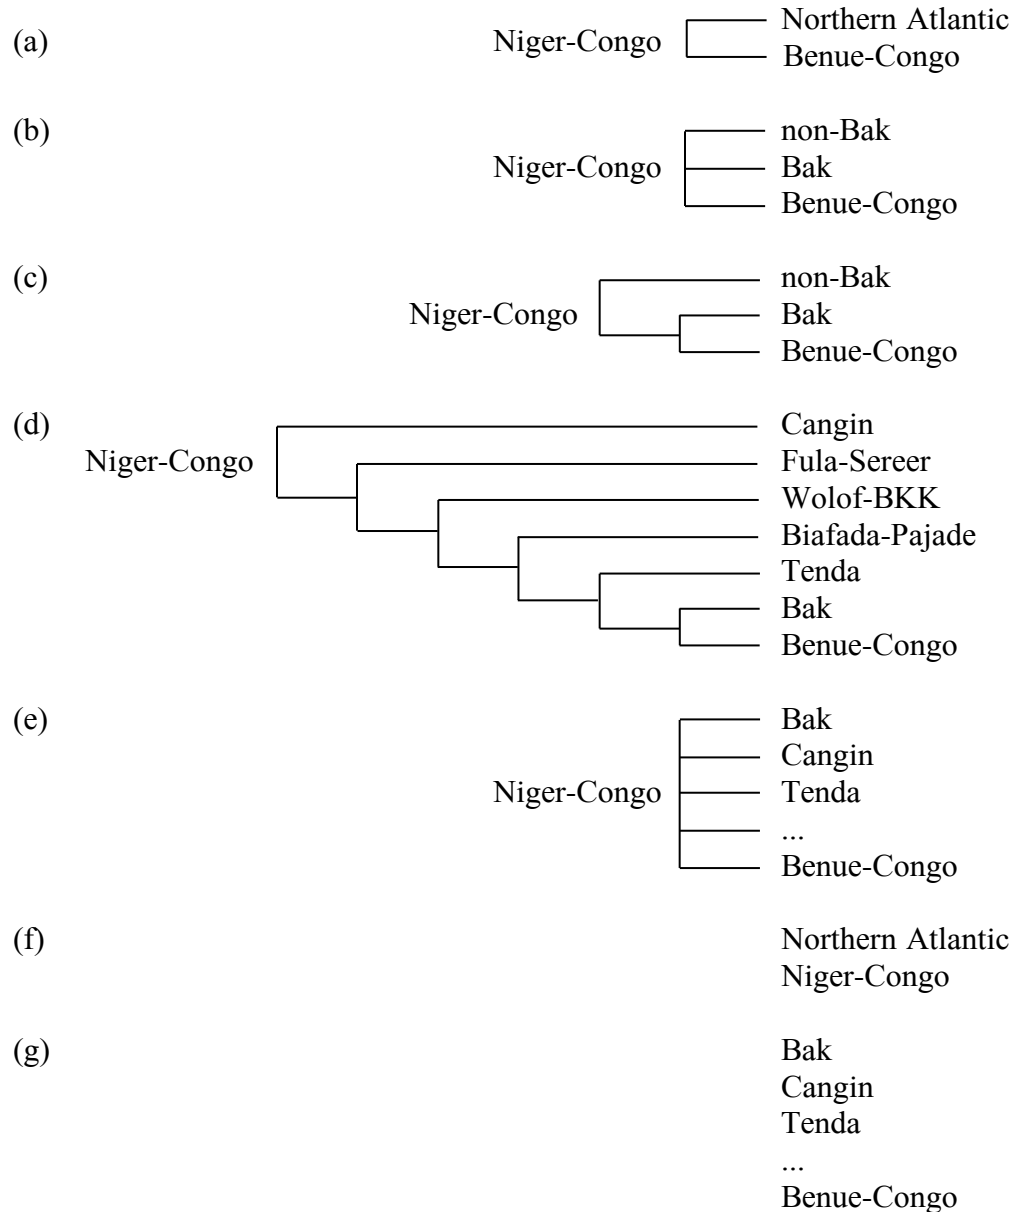 (a)
Northern Atlantic
Niger-Congo
Benue-Congo
(b)
non-Bak
Niger-Congo
Bak
Benue-Congo
(c)
non-Bak
Niger-Congo
Bak
Benue-Congo
(d)
Cangin
Niger-Congo
Fula-Sereer
Wolof-BKK
Biafada-Pajade
Tenda
Bak
Benue-Congo
(e)
Bak
Cangin
Niger-Congo
Tenda
...
Benue-Congo
(f)
Northern Atlantic
Niger-Congo
(g)
Bak
Cangin
Tenda
...
Benue-Congo